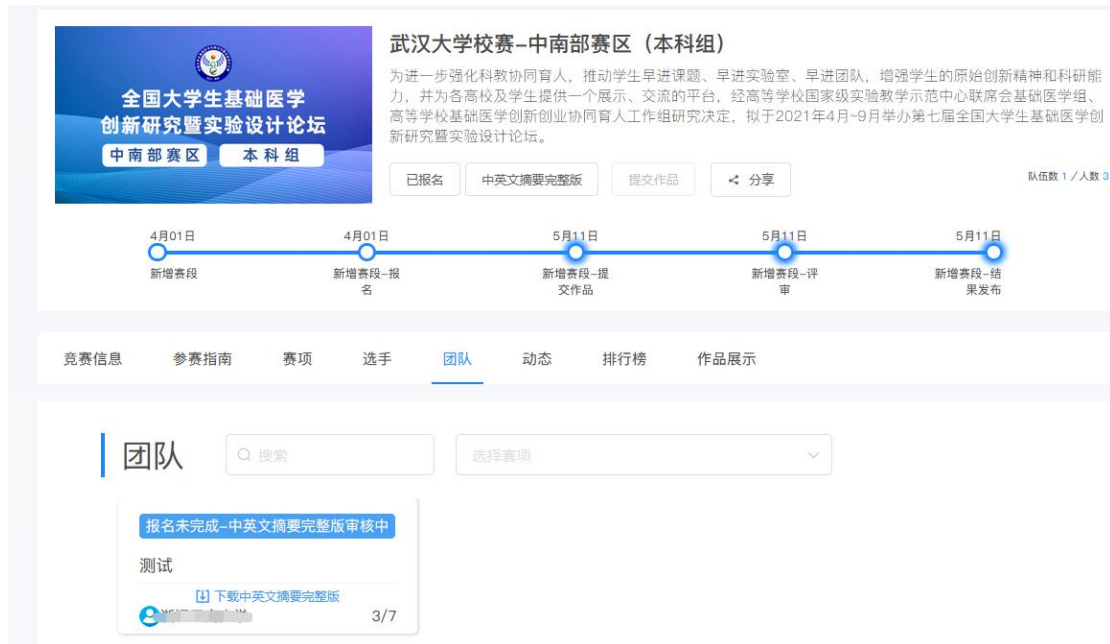 全国大学生基础医学
创新研究暨实验设计论坛
中南部赛区 本科组
武汉大学校赛-中南部赛区（本科组）
为进一步强化科教协同育人，推动学生早进课题、早进实验室、早进团队，增强学生的原始创新精神和科研能
力，并为各高校及学生提供一个展示、交流的平台，经高等学校国家级实验教学示范中心联席会基础医学组、
高等学校基础医学创新创业协同育人工作组研究决定，拟于2021年4月~9月举办第七届全国大学生基础医学创
新研究暨实验设计论坛。
已报名 中英文摘要完整版 提交作品 分享 队伍数 1 / 人数 3
4月01日 4月01日 5月11日 5月11日 5月11日
新增赛段 新增赛段-报 新增赛段-提 新增赛段-评 新增赛段-结
名 交作品 审 果发布
竞赛信息 参赛指南 赛项 选手 团队 动态 排行榜 作品展示
团队 搜索 选择赛项
报名未完成-中英文摘要完整版审核中
测试
下载中英文摘要完整版
3/7